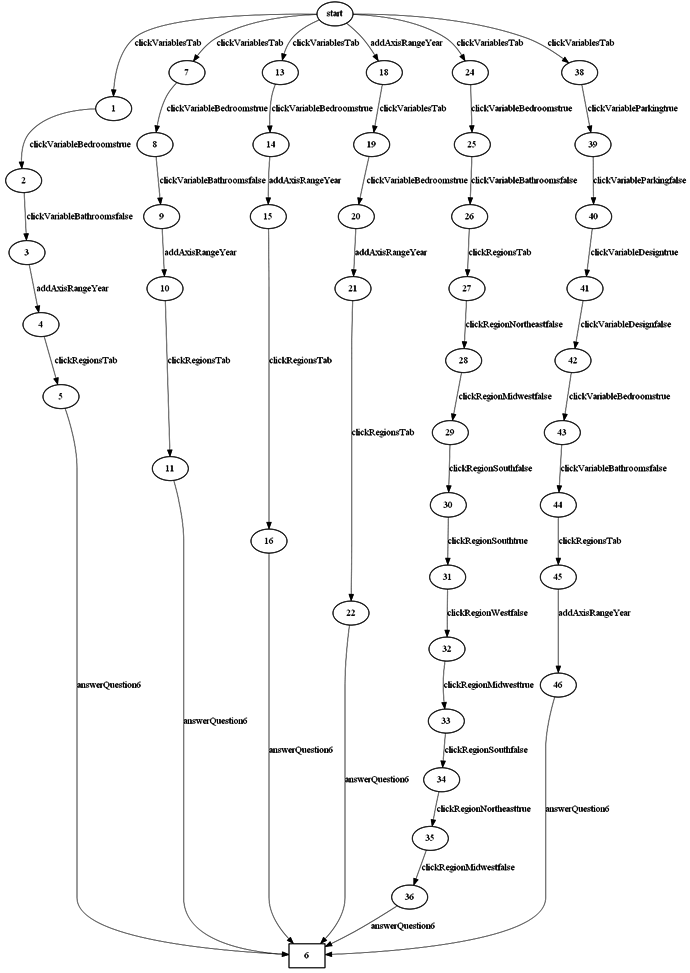 start
clickVariablesTab
clickVariablesTab
clickVariablesTab
addAxisRangeYear
clickVariablesTab
clickVariablesTab
7
13
18
24
38
1
clickVariableBedroomstrue
clickVariableBedroomstrue
clickVariablesTab
clickVariableBedroomstrue
clickVariableParkingtrue
clickVariableBedroomstrue
8
14
19
25
39
2
clickVariableBathroomsfalse
addAxisRangeYear
clickVariableBedroomstrue
clickVariableBathroomsfalse
clickVariableParkingfalse
clickVariableBathroomsfalse
9
15
20
26
40
3
addAxisRangeYear
addAxisRangeYear
clickRegionsTab
clickVariableDesigntrue
addAxisRangeYear
10
21
27
41
4
clickRegionNortheastfalse
clickVariableDesignfalse
clickRegionsTab
clickRegionsTab
clickRegionsTab
28
42
5
clickRegionMidwestfalse
clickVariableBedroomstrue
clickRegionsTab
29
43
11
clickRegionSouthfalse
clickVariableBathroomsfalse
30
44
16
clickRegionSouthtrue
clickRegionsTab
31
45
22
clickRegionWestfalse
addAxisRangeYear
32
answerQuestion6
clickRegionMidwesttrue
46
33
answerQuestion6
answerQuestion6
clickRegionSouthfalse
34
answerQuestion6
clickRegionNortheasttrue
answerQuestion6
35
clickRegionMidwestfalse
36
answerQuestion6
6